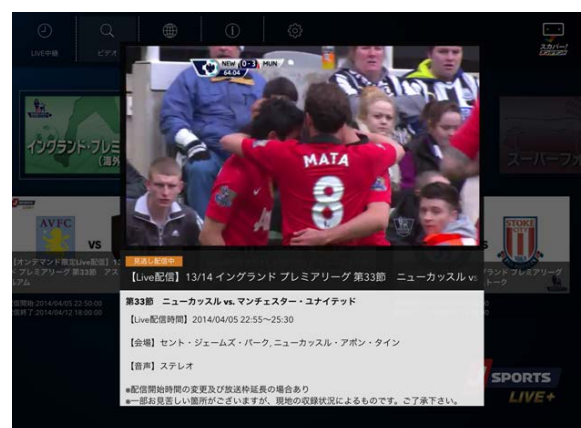 LIVE中継
ビデオ
スカパー!
オンデマンド
NEW 0-3 MUN
64:04
MATA
8
イングランド・プレミ
(海外
スーパーフ
AVFC
VS
STOKE
CITY
見逃し配信中
【Live配信】13/14 イングランド プレミアリーグ 第33節 ニューカッスル vs
【オンデマンド限定Live配信】13
プレミアリーグ 第33節 アス
ルアム
信開始:2014/04/05 22:50:00
信終了:2014/04/12 18:00:00
グランド プレミアリーグ
トーク
第33節 ニューカッスル vs. マンチェスター・ユナイテッド
【Live配信時間】2014/04/05 22:55~25:30
【会場】セント・ジェームズ・パーク, ニューカッスル・アポン・タイン
【音声】ステレオ
※配信開始時間の変更及び放送枠延長の場合あり
※一部お見苦しい箇所がございますが、現地の収録状況によるものです。ご了承下さい。
SPORTS
LIVE+